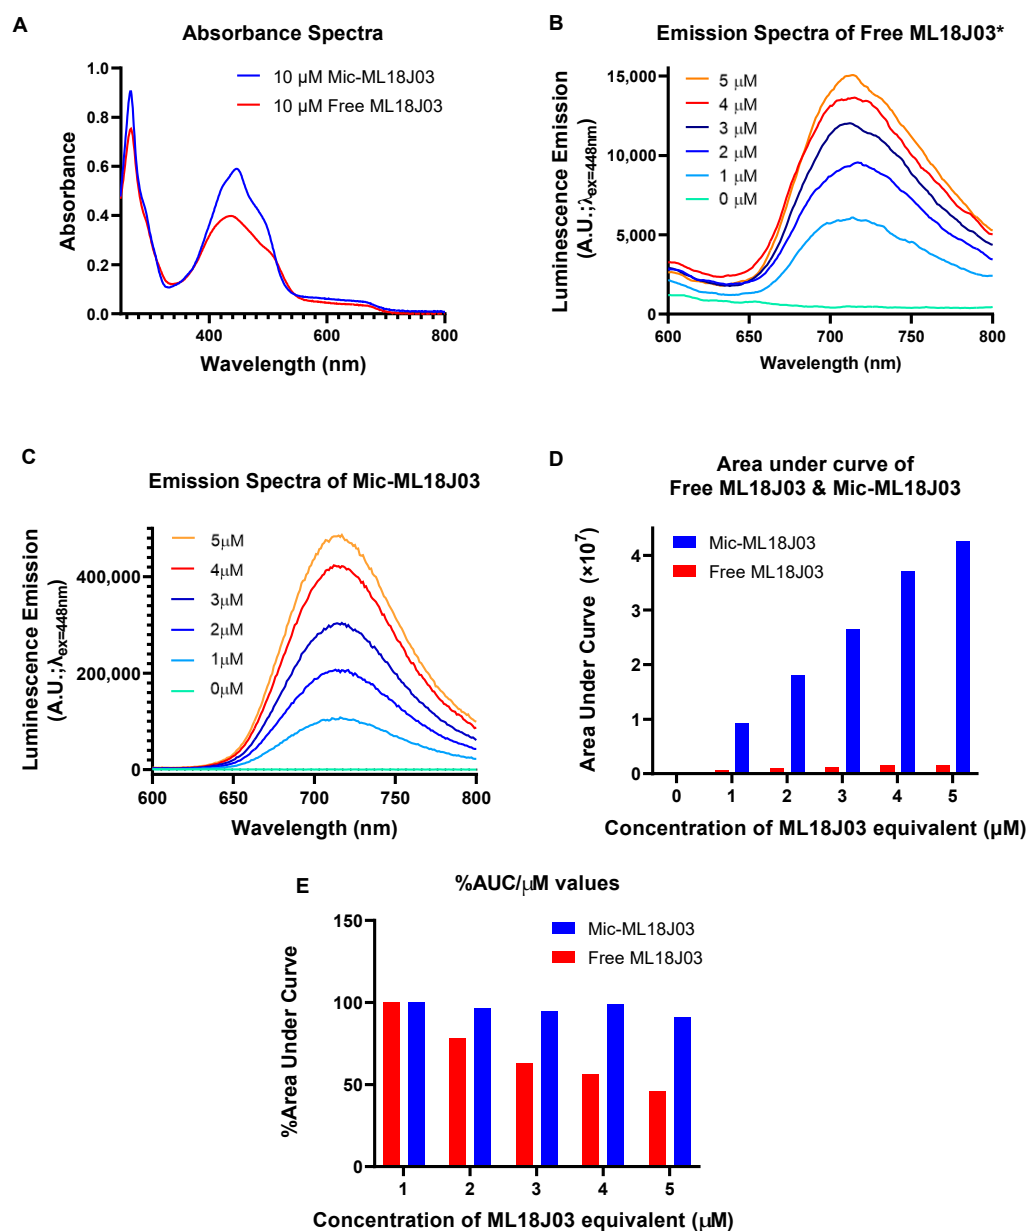 A
Absorbance Spectra
10 µM Mic-ML18J03
10 µM Free ML18J03
1.0
0.8
0.6
0.4
0.2
0.0
Absorbance
400
600
800
Wavelength (nm)
B
Emission Spectra of Free ML18J03*
5 µM
4 µM
3 µM
2 µM
1 µM
0 µM
15,000
10,000
5,000
0
Luminescence Emission
(A.U.;λex=448nm)
600
650
700
750
800
Wavelength (nm)
C
Emission Spectra of Mic-ML18J03
5µM
4µM
3µM
2µM
1µM
0µM
400,000
200,000
0
Luminescence Emission
(A.U.;λex=448nm)
600
650
700
750
800
Wavelength (nm)
D
Area under curve of
Free ML18J03 & Mic-ML18J03
Mic-ML18J03
Free ML18J03
4
3
2
1
0
Area Under Curve (×10⁷)
0
1
2
3
4
5
Concentration of ML18J03 equivalent (µM)
E
%AUC/µM values
Mic-ML18J03
Free ML18J03
150
100
50
0
%Area Under Curve
1
2
3
4
5
Concentration of ML18J03 equivalent (µM)